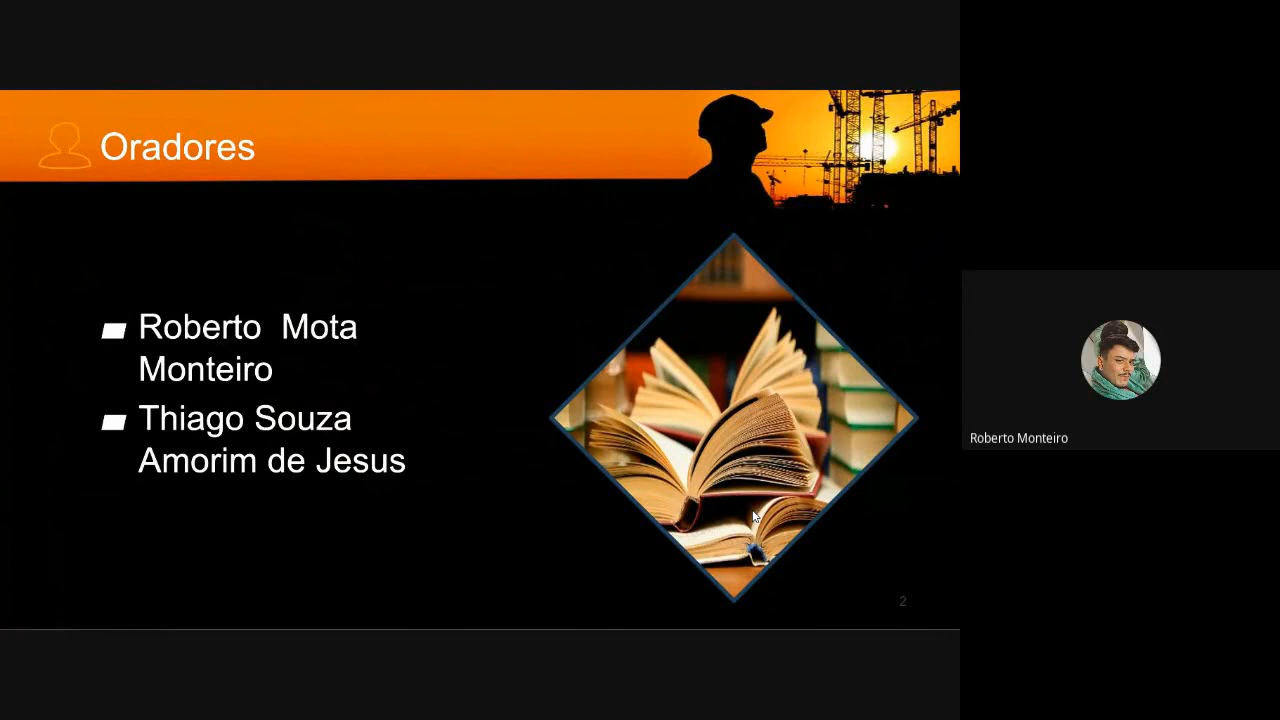 Oradores
Roberto Mota
Monteiro
Thiago Souza
Amorim de Jesus
2
Roberto Monteiro